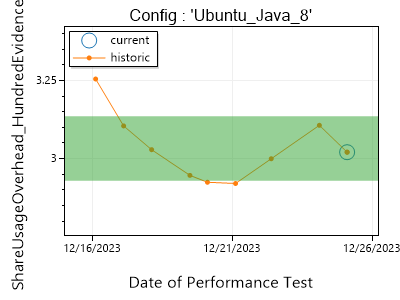 Config : 'Ubuntu_Java_8'
current
historic
ShareUsageOverhead_HundredEvidence
3.25
3
12/16/2023
12/21/2023
12/26/2023
Date of Performance Test